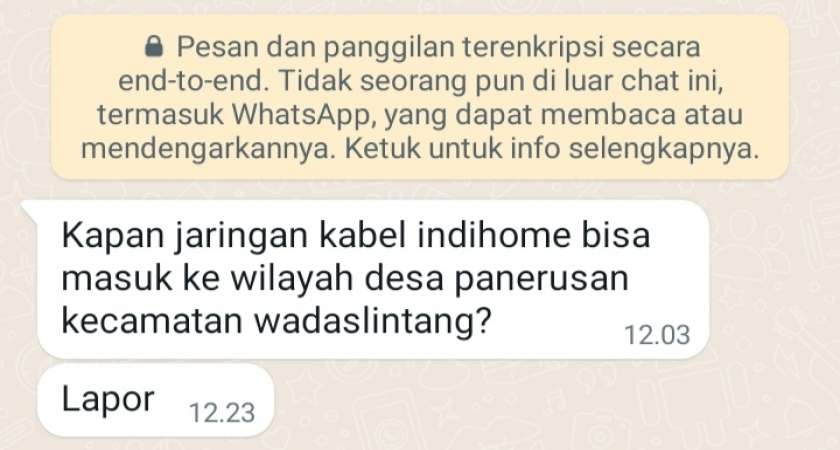 Pesan dan panggilan terenkripsi secara
end-to-end. Tidak seorang pun di luar chat ini,
termasuk WhatsApp, yang dapat membaca atau
mendengarkannya. Ketuk untuk info selengkapnya.
Kapan jaringan kabel indihome bisa
masuk ke wilayah desa panerusan
kecamatan wadaslintang?
12.03
Lapor
12.23